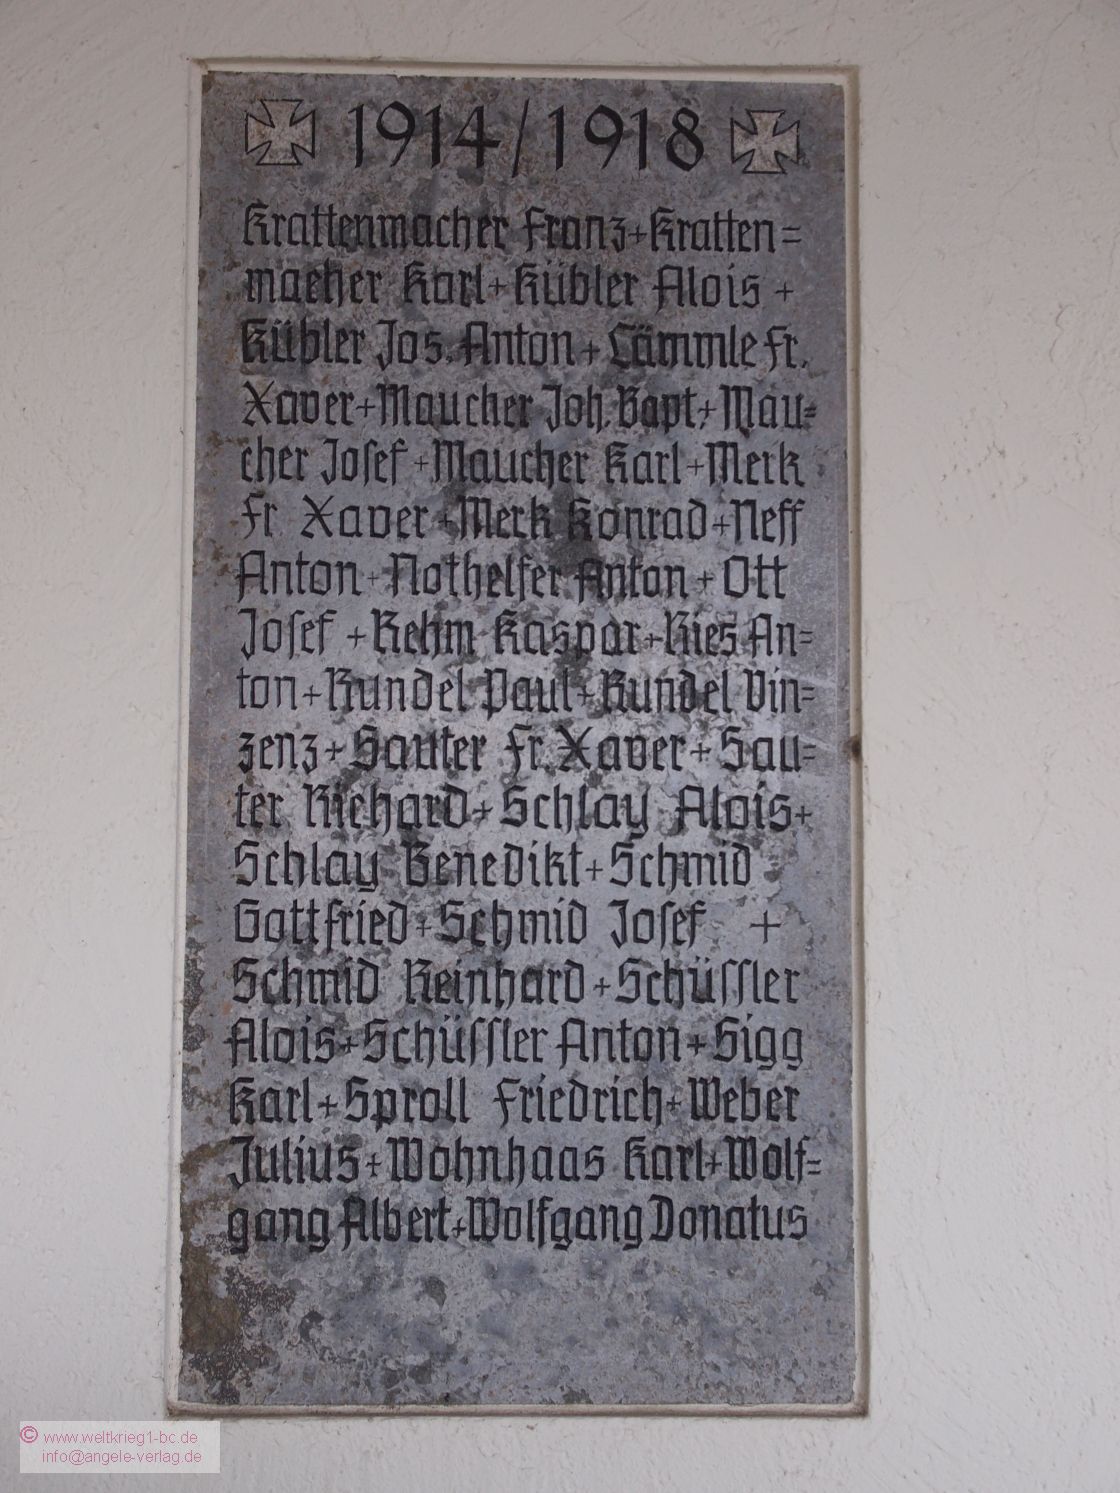 1914/1918
Krattenmacher Franz+Kratten=
macher Karl+Kübler Alois+
Kübler Jos. Anton+Lämmle Fr.
Xaver+Maucher Joh. Bapt.+Mau=
cher Josef+Maucher Karl+Merk
Fr. Xaver+Merk Konrad+Neff
Anton+Nothelfer Anton+Ott
Josef+Rehm Kaspar+Ries An=
ton+Rundel Paul+Rundel Vin=
zenz+Sauter Fr. Xaver+Sau=
ter Richard+Schlay Alois+
Schlay Benedikt+Schmid
Gottfried+Schmid Josef +
Schmid Reinhard+Schüssler
Alois+Schüssler Anton+Sigg
Karl+Sproll Friedrich+Weber
Julius+Wohnhaas Karl+Wolf=
gang Albert+Wolfgang Donatus
© www.weltkrieg1-bc.de
info@angele-verlag.de